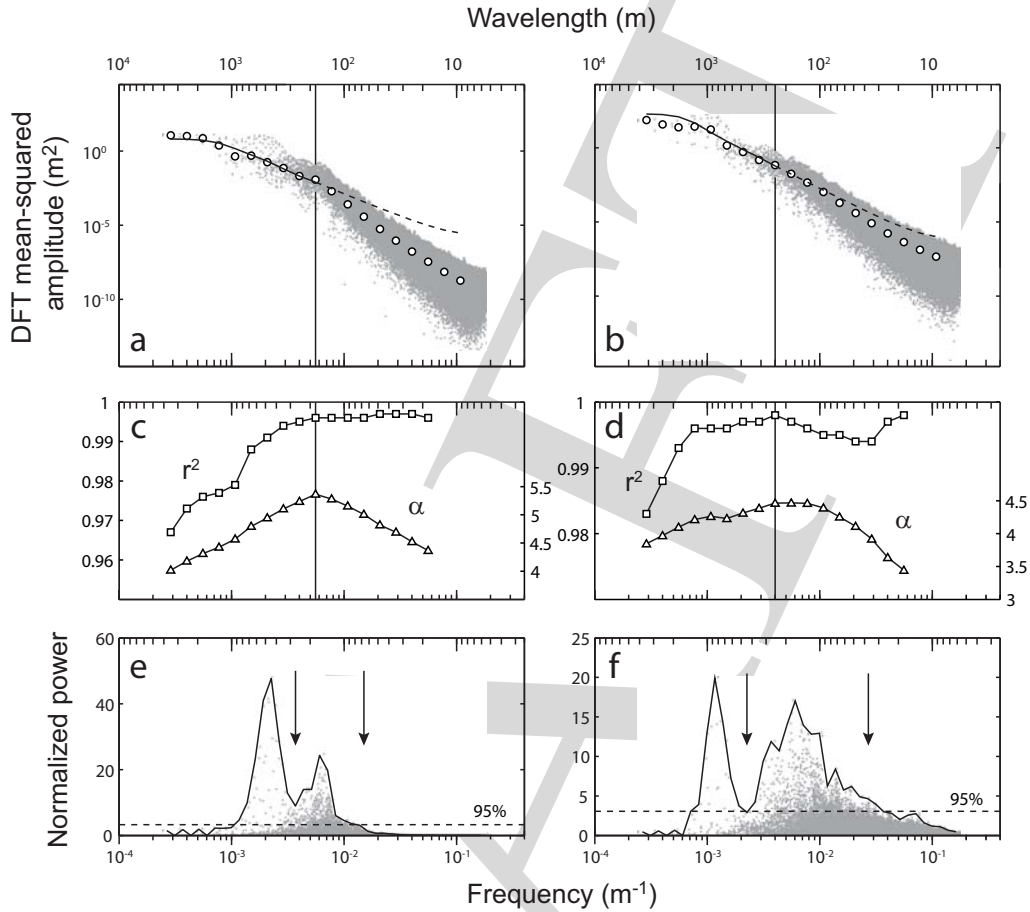 Wavelength (m)
10⁴ 10³ 10² 10
10⁴ 10³ 10² 10
DFT mean-squared
amplitude (m²)
10⁰
10⁻⁵
10⁻¹⁰
a
b
1
0.99
0.98
0.97
0.96
c
r²
α
5.5
5
4.5
4
1
0.99
0.98
d
r²
α
4.5
4
3.5
3
Normalized power
60
40
20
0
e
95%
10⁻⁴ 10⁻³ 10⁻² 10⁻¹
25
20
15
10
5
0
f
95%
10⁻⁴ 10⁻³ 10⁻² 10⁻¹
Frequency (m⁻¹)